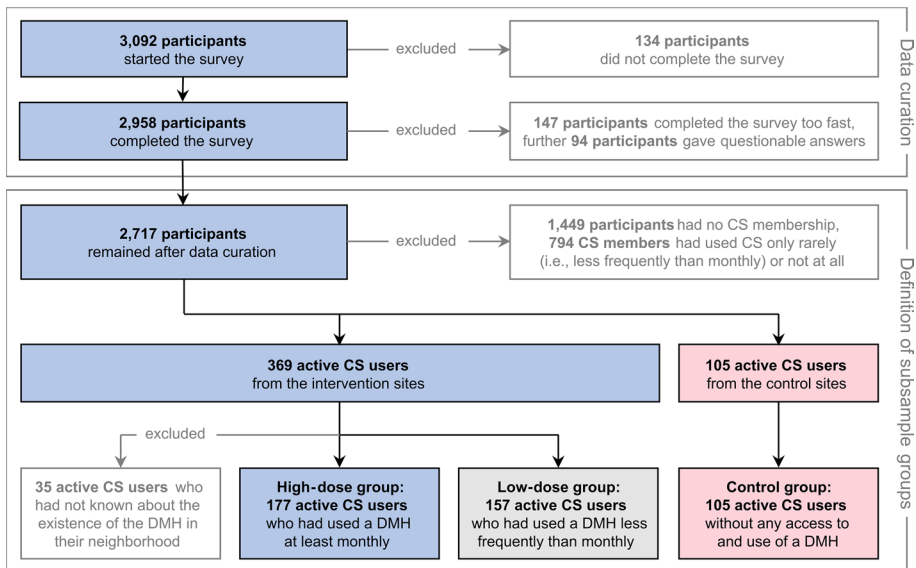 3,092 participants
started the survey
excluded
134 participants
did not complete the survey
Data curation
2,958 participants
completed the survey
excluded
147 participants completed the survey too fast,
further 94 participants gave questionable answers
2,717 participants
remained after data curation
excluded
1,449 participants had no CS membership,
794 CS members had used CS only rarely
(i.e., less frequently than monthly) or not at all
Definition of subsample groups
369 active CS users
from the intervention sites
105 active CS users
from the control sites
excluded
35 active CS users who
had not known about the
existence of the DMH in
their neighborhood
High-dose group:
177 active CS users
who had used a DMH
at least monthly
Low-dose group:
157 active CS users
who had used a DMH less
frequently than monthly
Control group:
105 active CS users
without any access to
and use of a DMH